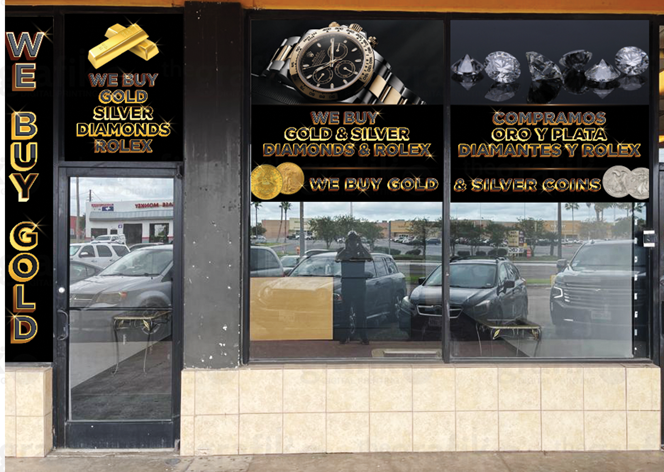 WE
BUY
GOLD
WE BUY
GOLD
SILVER
DIAMONDS
ROLEX
WE BUY
GOLD & SILVER
DIAMONDS & ROLEX
COMPRAMOS
ORO Y PLATA
DIAMANTES Y ROLEX
WE BUY GOLD & SILVER COINS